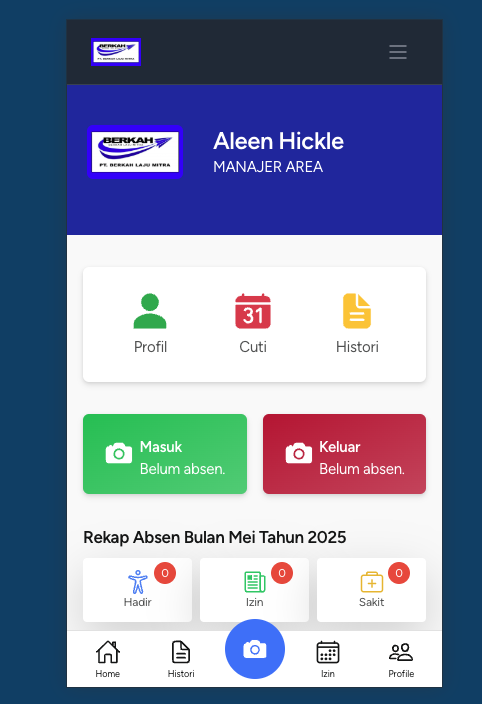 BERKAH
PT. BERKAH LAJU MITRA
BERKAH
PT. BERKAH LAJU MITRA
Aleen Hickle
MANAJER AREA
31
Profil
Cuti
Histori
Masuk
Belum absen.
Keluar
Belum absen.
Rekap Absen Bulan Mei Tahun 2025
0
0
0
Hadir
Izin
Sakit
Home
Histori
Izin
Profile